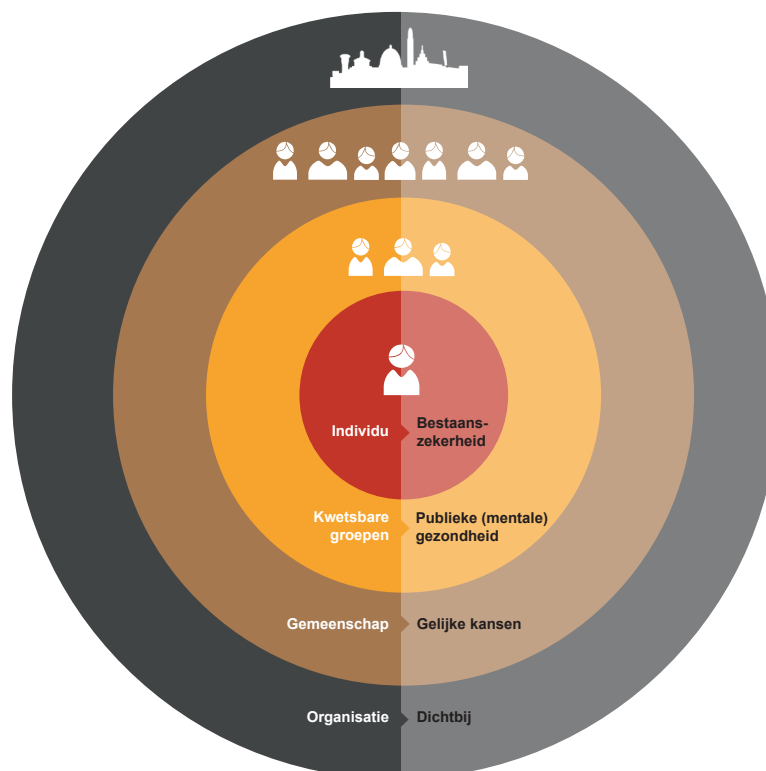 Individu
Bestaans-
zekerheid
Kwetsbare
groepen
Publieke (mentale)
gezondheid
Gemeenschap
Gelijke kansen
Organisatie
Dichtbij